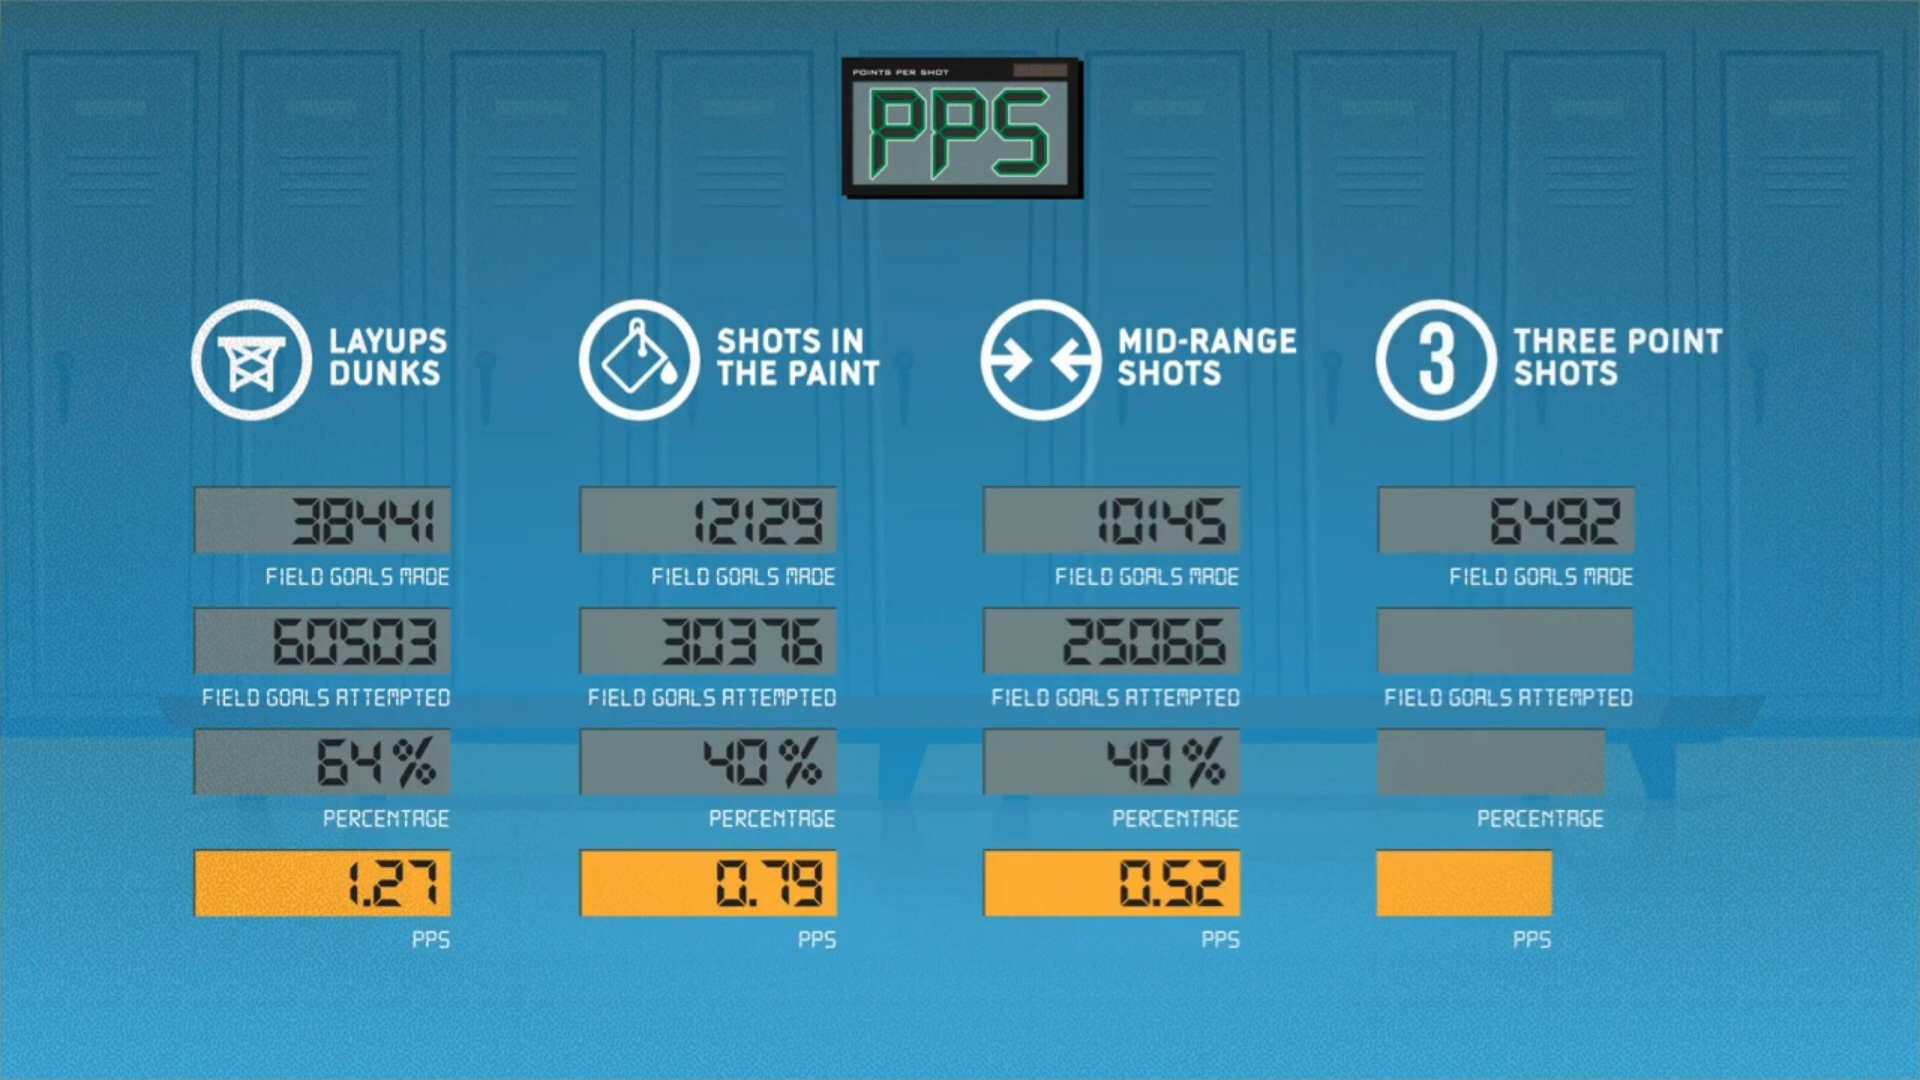 POINTS PER SHOT
PPS
LAYUPS
DUNKS
38441
FIELD GOALS MADE
60503
FIELD GOALS ATTEMPTED
64%
PERCENTAGE
1.27
PPS
SHOTS IN
THE PAINT
12129
FIELD GOALS MADE
30376
FIELD GOALS ATTEMPTED
40%
PERCENTAGE
0.79
PPS
MID-RANGE
SHOTS
10145
FIELD GOALS MADE
25066
FIELD GOALS ATTEMPTED
40%
PERCENTAGE
0.52
PPS
3
THREE POINT
SHOTS
6492
FIELD GOALS MADE
FIELD GOALS ATTEMPTED
PERCENTAGE
PPS